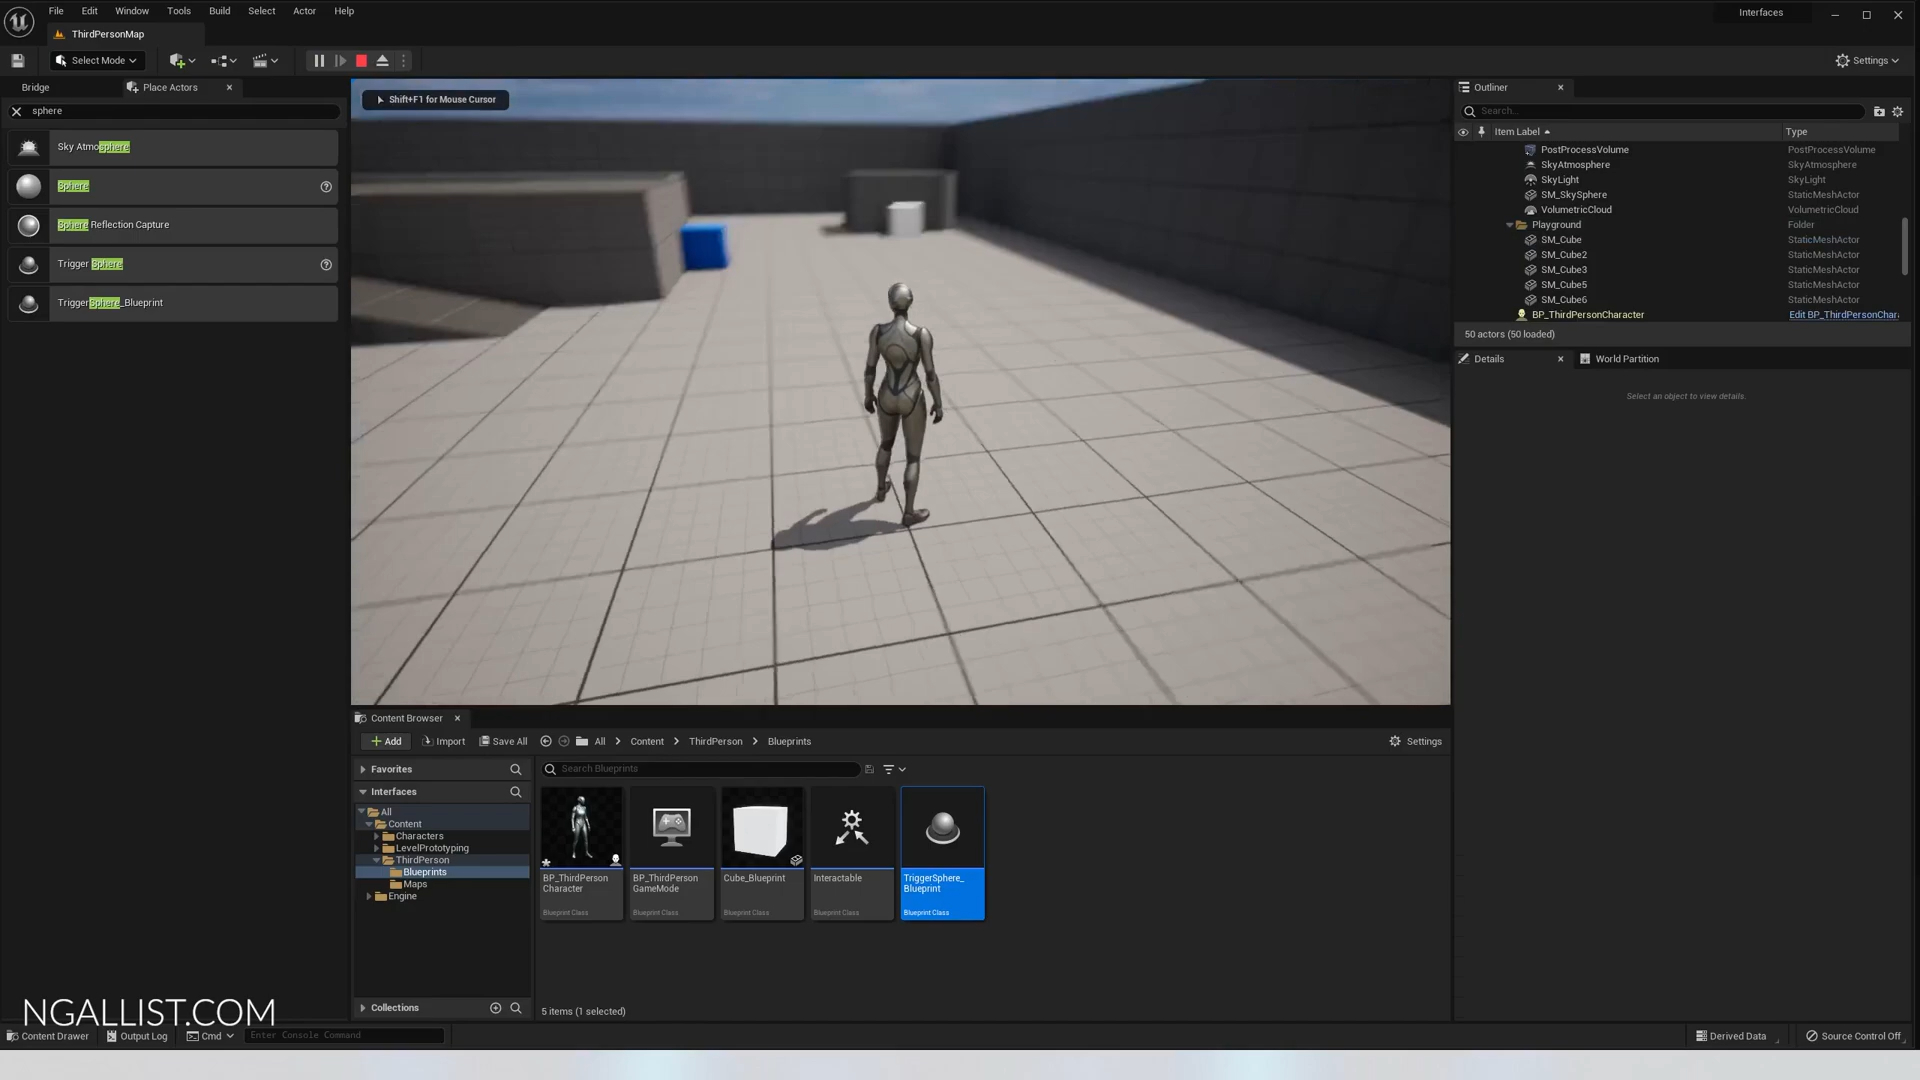 File Edit Window Tools Build Select Actor Help
Interfaces
ThirdPersonMap
Select Mode
Settings
Bridge
Place Actors
sphere
Sky Atmosphere
Sphere
Sphere Reflection Capture
Trigger Sphere
TriggerSphere_Blueprint
Shift+F1 for Mouse Cursor
Outliner
Search...
Item Label Type
PostProcessVolume PostProcessVolume
SkyAtmosphere SkyAtmosphere
SkyLight SkyLight
SM_SkySphere StaticMeshActor
VolumetricCloud VolumetricCloud
Playground Folder
SM_Cube StaticMeshActor
SM_Cube2 StaticMeshActor
SM_Cube3 StaticMeshActor
SM_Cube5 StaticMeshActor
SM_Cube6 StaticMeshActor
BP_ThirdPersonCharacter Edit BP_ThirdPersonChar
50 actors (50 loaded)
Details World Partition
Select an object to view details.
Content Browser
Add Import Save All All Content ThirdPerson Blueprints Settings
Favorites
Interfaces
All
Content
Characters
LevelPrototyping
ThirdPerson
Blueprints
Maps
Engine
Collections
Search Blueprints
BP_ThirdPerson
Character
Blueprint Class
BP_ThirdPerson
GameMode
Blueprint Class
Cube_Blueprint
Blueprint Class
Interactable
Blueprint Class
TriggerSphere_
Blueprint
Blueprint Class
5 items (1 selected)
NGALLIST.COM
Content Drawer Output Log Cmd Enter Console Command Derived Data Source Control Off